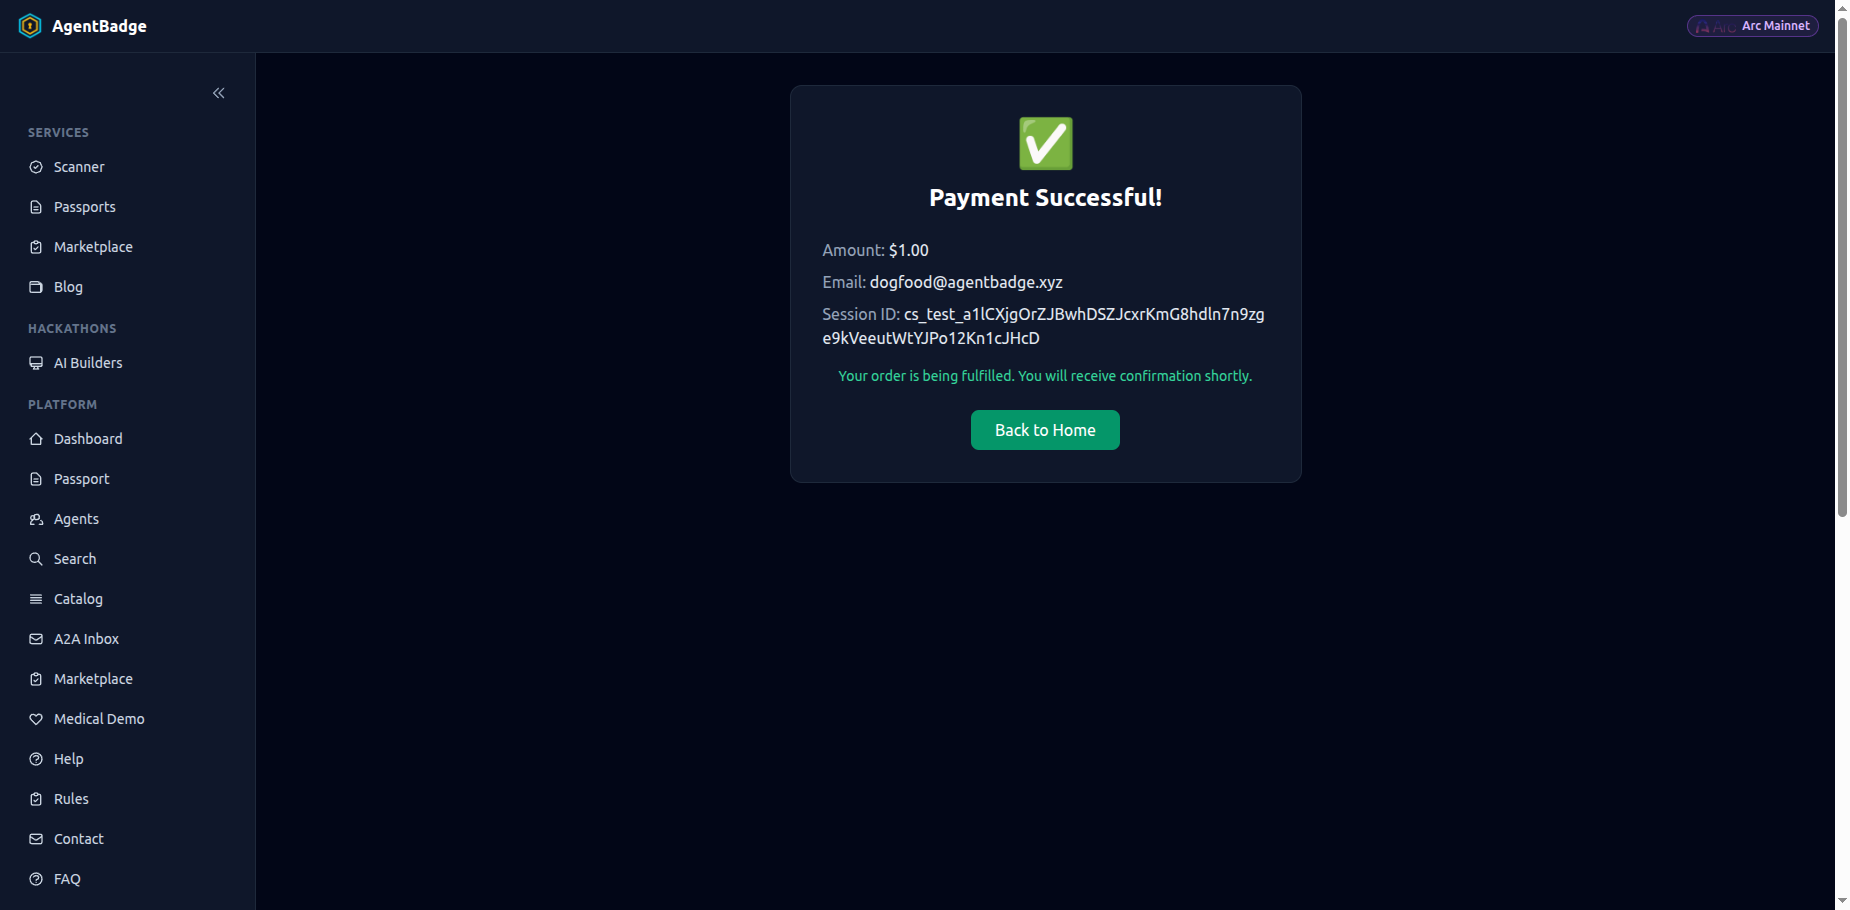 AgentBadge
Arc Arc Mainnet
SERVICES
Scanner
Passports
Marketplace
Blog
HACKATHONS
AI Builders
PLATFORM
Dashboard
Passport
Agents
Search
Catalog
A2A Inbox
Marketplace
Medical Demo
Help
Rules
Contact
FAQ
Payment Successful!
Amount: $1.00
Email: dogfood@agentbadge.xyz
Session ID: cs_test_a1lCXjgOrZJBwhDSZJcxrKmG8hdln7n9zg
e9kVeeutWtYJPo12Kn1cJHcD
Your order is being fulfilled. You will receive confirmation shortly.
Back to Home